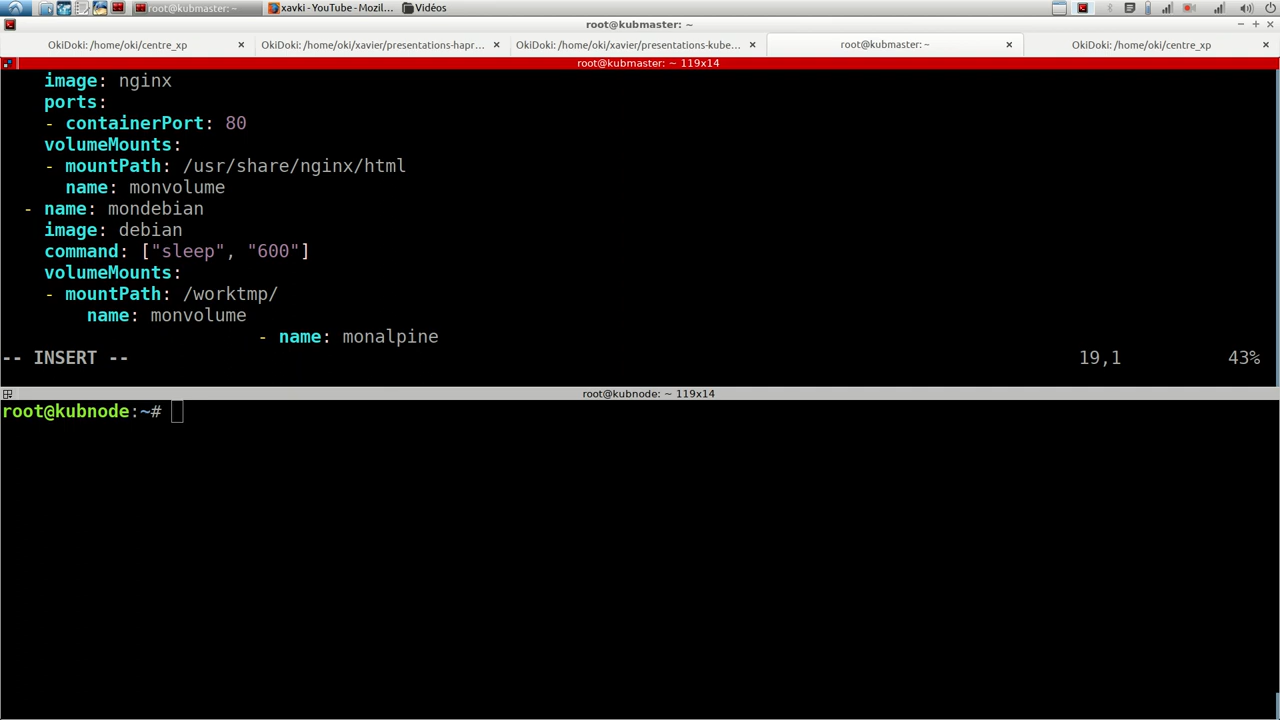 root@kubmaster: ~
xavki - YouTube - Mozil...
Vidéos
root@kubmaster: ~
OkiDoki: /home/oki/centre_xp
OkiDoki: /home/oki/xavier/presentations-hapr...
OkiDoki: /home/oki/xavier/presentations-kube...
root@kubmaster: ~
OkiDoki: /home/oki/centre_xp
root@kubmaster: ~ 119x14
image: nginx
ports:
- containerPort: 80
volumeMounts:
- mountPath: /usr/share/nginx/html
name: monvolume
- name: mondebian
image: debian
command: ["sleep", "600"]
volumeMounts:
- mountPath: /worktmp/
name: monvolume
- name: monalpine
-- INSERT -- 19,1 43%
root@kubnode: ~ 119x14
root@kubnode:~#